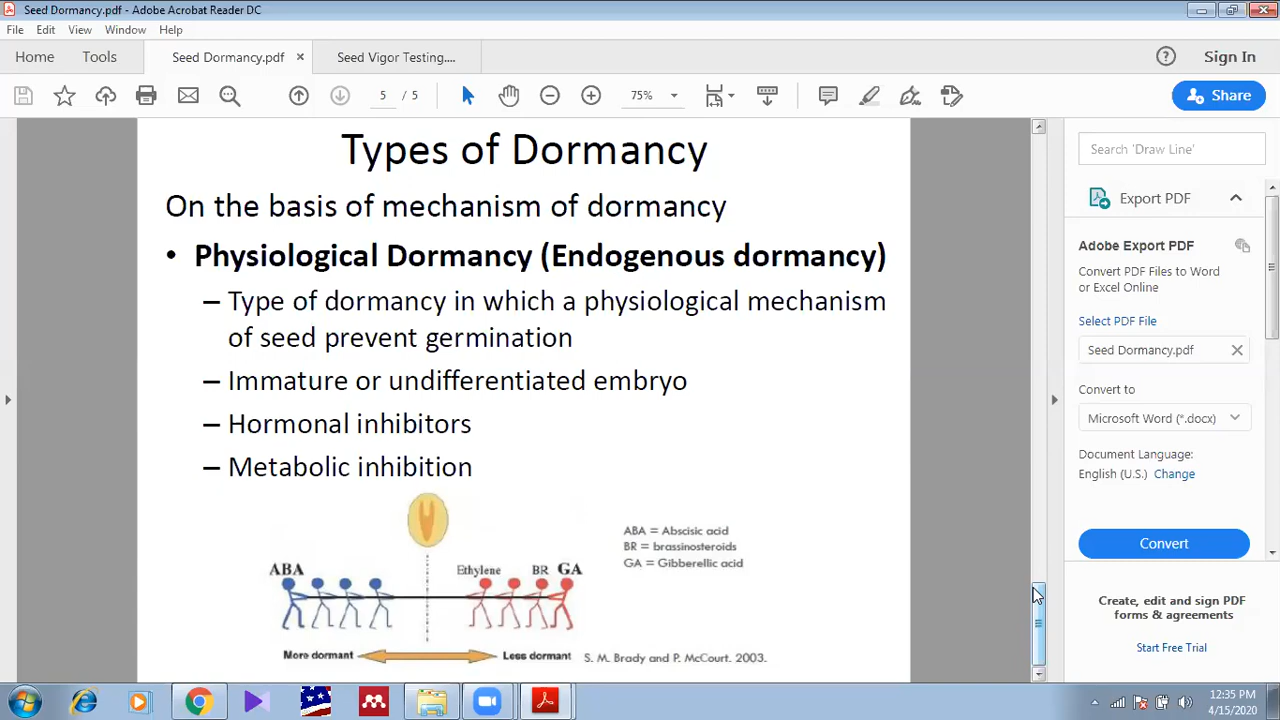 Seed Dormancy.pdf - Adobe Acrobat Reader DC
File Edit View Window Help
Home Tools Seed Dormancy.pdf × Seed Vigor Testing.... ? Sign In
5 / 5 75% Share
Types of Dormancy
On the basis of mechanism of dormancy
• Physiological Dormancy (Endogenous dormancy)
– Type of dormancy in which a physiological mechanism
of seed prevent germination
– Immature or undifferentiated embryo
– Hormonal inhibitors
– Metabolic inhibition
ABA = Abscisic acid
BR = brassinosteroids
GA = Gibberellic acid
ABA Ethylene BR GA
More dormant Less dormant S. M. Brady and P. McCourt. 2003.
Search 'Draw Line'
Export PDF
Adobe Export PDF
Convert PDF Files to Word
or Excel Online
Select PDF File
Seed Dormancy.pdf
Convert to
Microsoft Word (*.docx)
Document Language:
English (U.S.) Change
Convert
Create, edit and sign PDF
forms & agreements
Start Free Trial
12:35 PM
4/15/2020